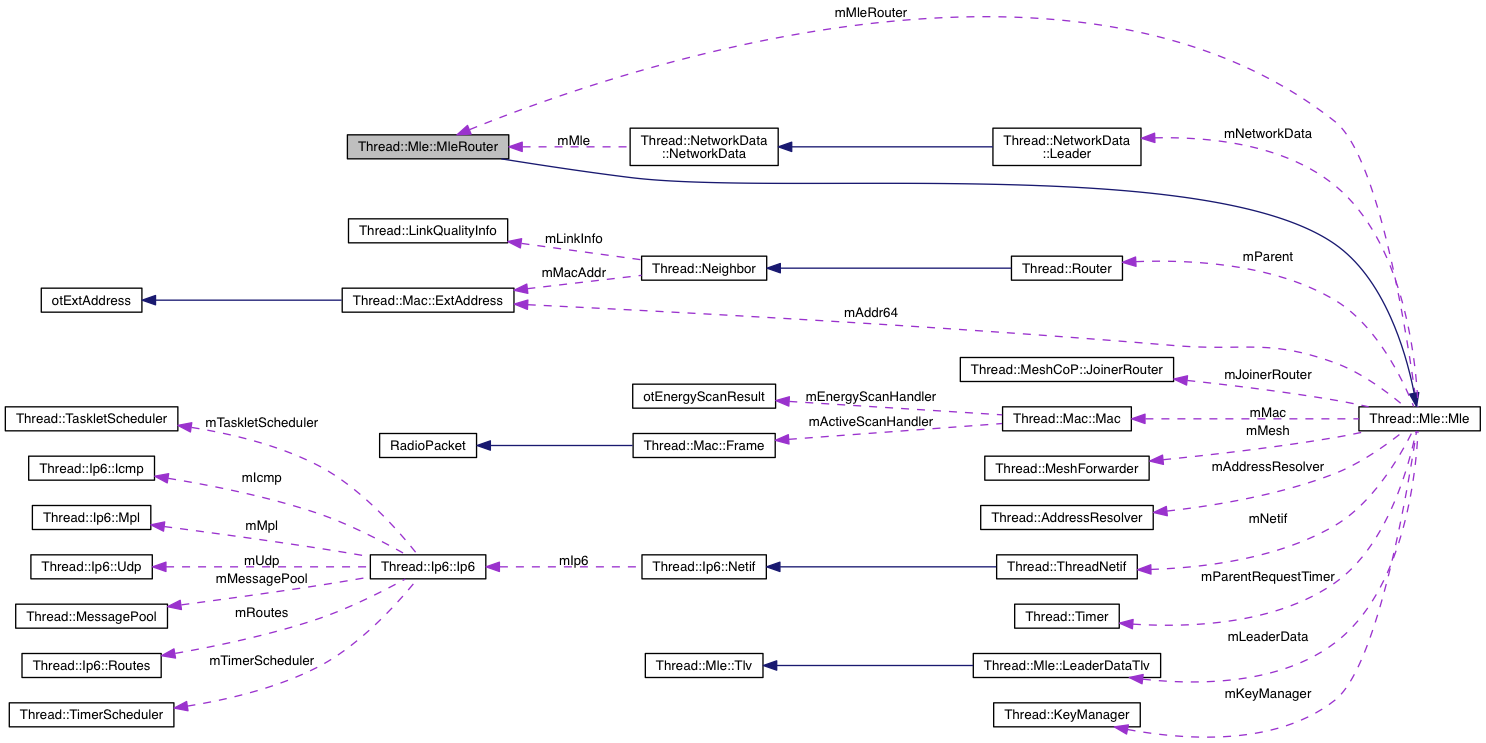 mMleRouter
Thread::Mle::MleRouter
mMle
Thread::NetworkData
::NetworkData
Thread::NetworkData
::Leader
mNetworkData
Thread::LinkQualityInfo
mLinkInfo
mMacAddr
Thread::Neighbor
Thread::Router
mParent
otExtAddress
Thread::Mac::ExtAddress
mAddr64
Thread::MeshCoP::JoinerRouter
mJoinerRouter
otEnergyScanResult
mEnergyScanHandler
Thread::Mac::Mac
mMac
Thread::Mle::Mle
Thread::TaskletScheduler
mTaskletScheduler
RadioPacket
Thread::Mac::Frame
mActiveScanHandler
mMesh
Thread::MeshForwarder
Thread::Ip6::Icmp
mIcmp
mAddressResolver
Thread::AddressResolver
Thread::Ip6::Mpl
mMpl
mNetif
Thread::Ip6::Udp
mUdp
Thread::Ip6::Ip6
mIp6
Thread::Ip6::Netif
Thread::ThreadNetif
mMessagePool
mParentRequestTimer
Thread::MessagePool
mRoutes
Thread::Timer
mLeaderData
Thread::Ip6::Routes
mTimerScheduler
Thread::Mle::Tlv
Thread::Mle::LeaderDataTlv
mKeyManager
Thread::TimerScheduler
Thread::KeyManager